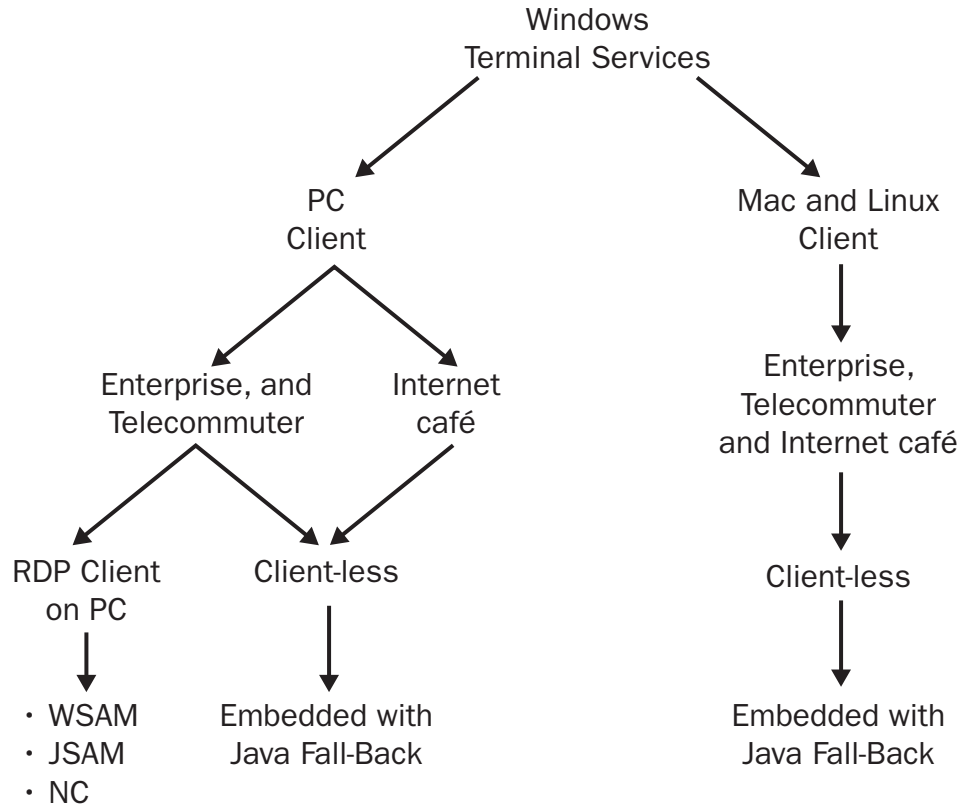 Windows
Terminal Services
PC
Client
Mac and Linux
Client
Enterprise, and
Telecommuter
Internet
café
Enterprise,
Telecommuter
and Internet café
RDP Client
on PC
Client-less
Client-less
· WSAM
· JSAM
· NC
Embedded with
Java Fall-Back
Embedded with
Java Fall-Back